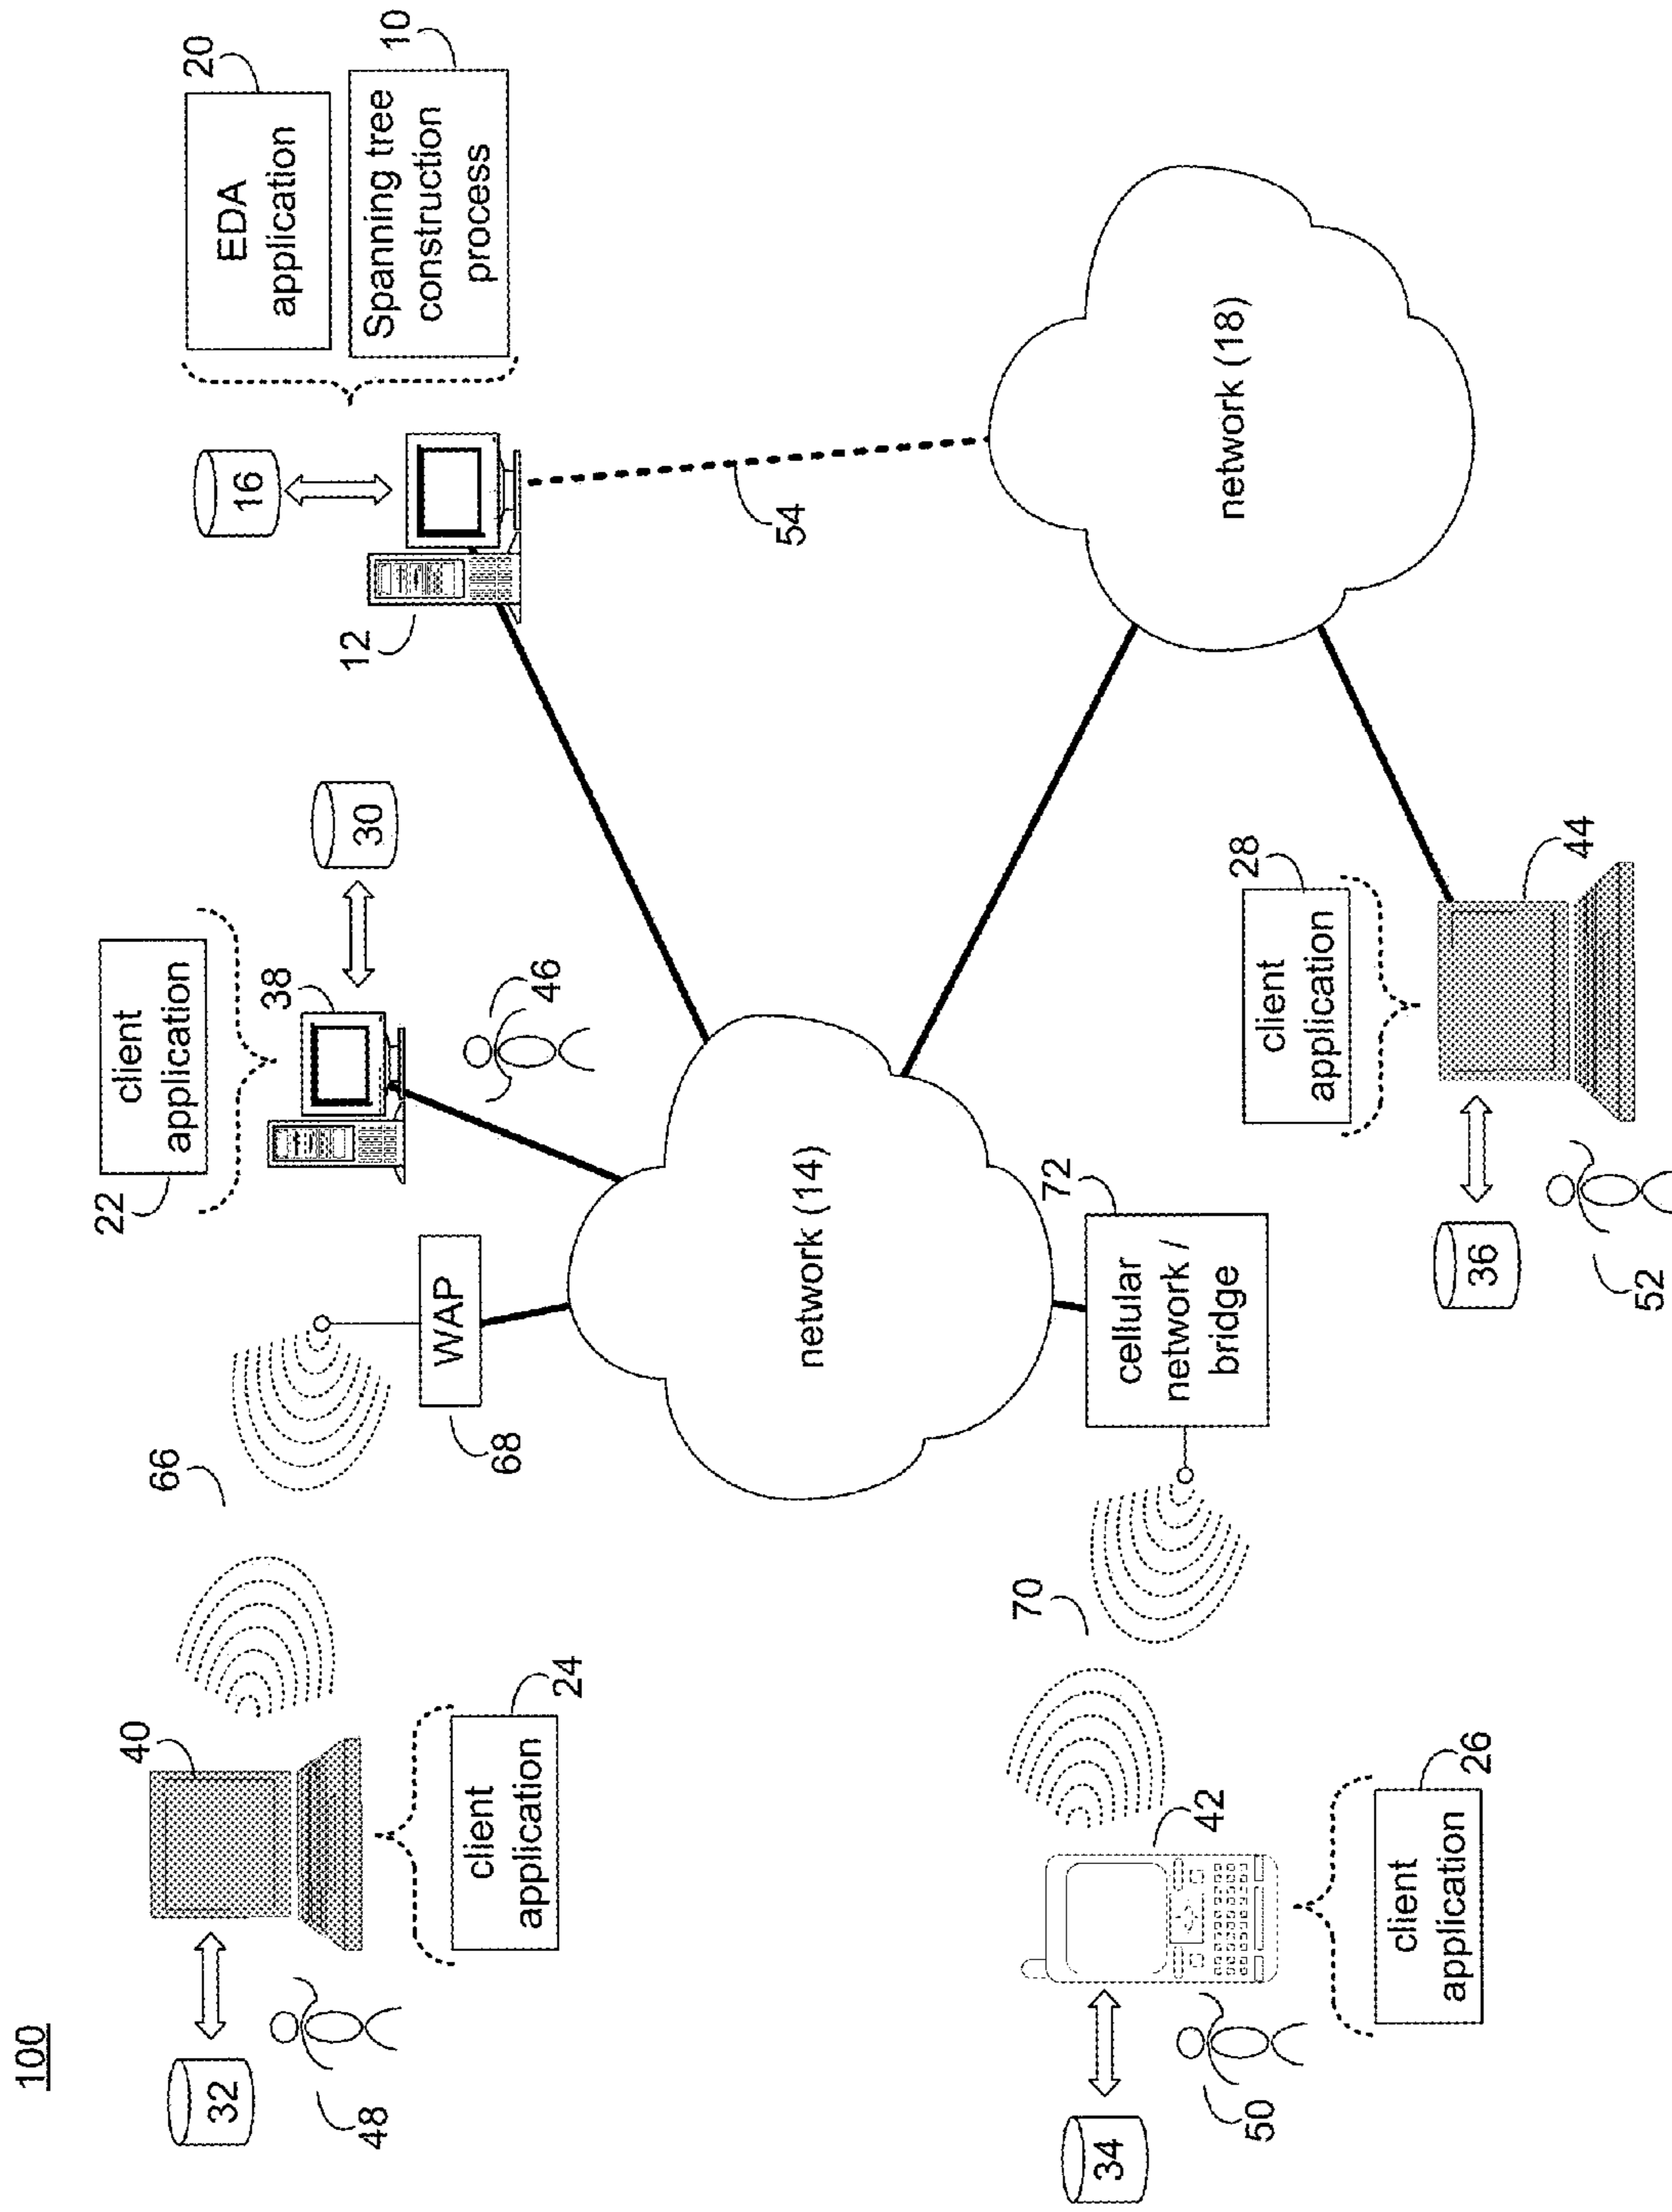 100
32
48
40
client
application
24
66
WAP
68
client
application
22
38
30
46
16
12
EDA
application
20
Spanning tree
construction
process
10
54
network (14)
network (18)
34
50
42
client
application
26
70
cellular
network /
bridge
72
client
application
28
44
36
52